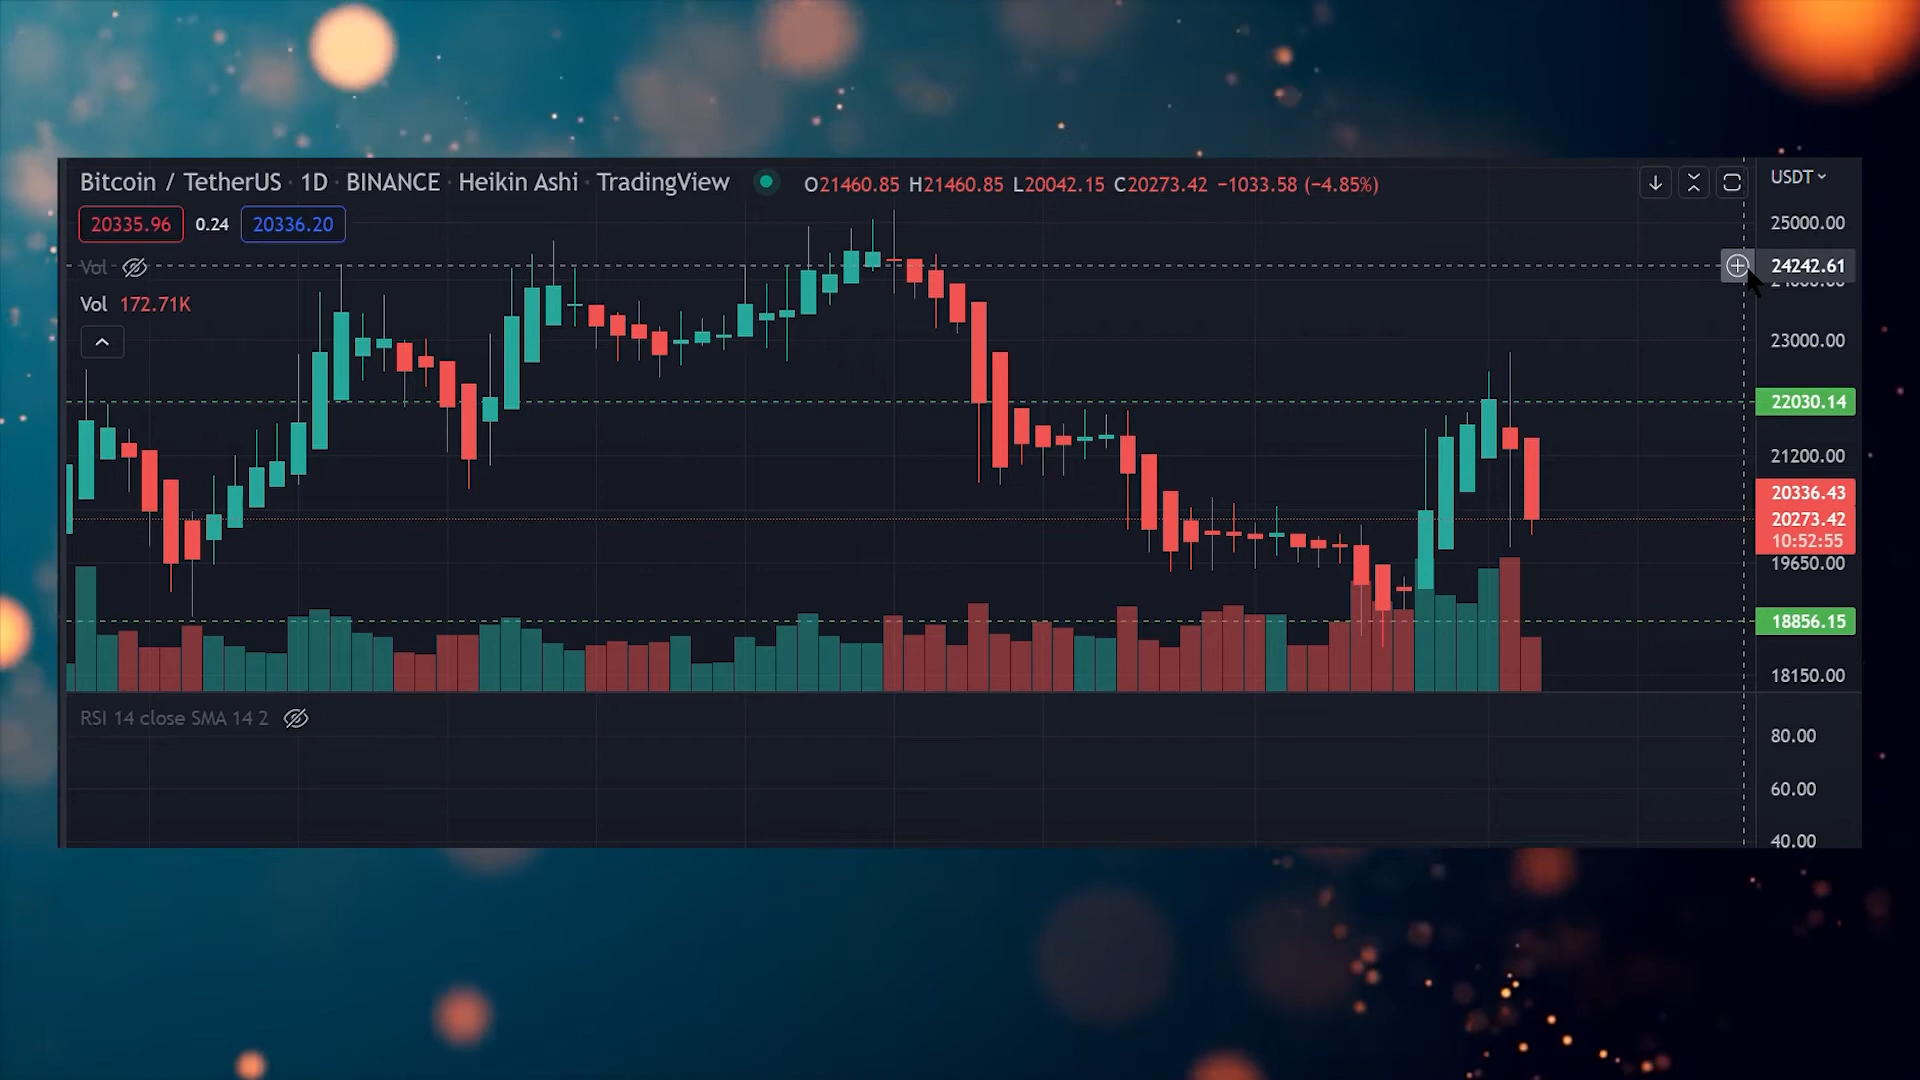 Bitcoin / TetherUS · 1D · BINANCE · Heikin Ashi · TradingView O21460.85 H21460.85 L20042.15 C20273.42 −1033.58 (−4.85%) USDT
20335.96 0.24 20336.20 25000.00
Vol 24242.61
Vol 172.71K
23000.00
22030.14
21200.00
20336.43
20273.42
10:52:55
19650.00
18856.15
18150.00
RSI 14 close SMA 14 2
80.00
60.00
40.00